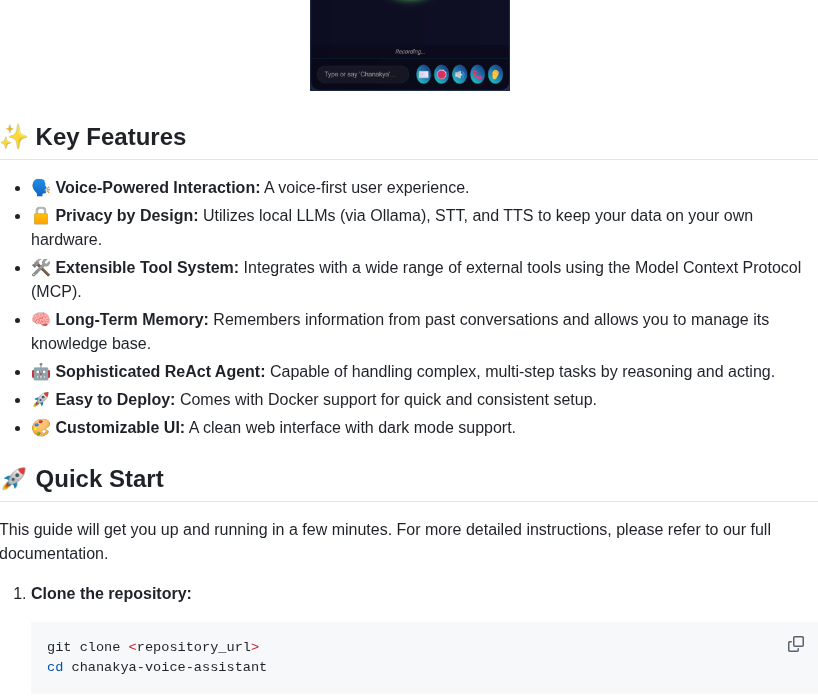 Recording...
Type or say 'Chanakya'...
✨ Key Features
• 🗣️ Voice-Powered Interaction: A voice-first user experience.
• 🔒 Privacy by Design: Utilizes local LLMs (via Ollama), STT, and TTS to keep your data on your own
hardware.
• 🛠️ Extensible Tool System: Integrates with a wide range of external tools using the Model Context Protocol
(MCP).
• 🧠 Long-Term Memory: Remembers information from past conversations and allows you to manage its
knowledge base.
• 🤖 Sophisticated ReAct Agent: Capable of handling complex, multi-step tasks by reasoning and acting.
• 🚀 Easy to Deploy: Comes with Docker support for quick and consistent setup.
• 🎨 Customizable UI: A clean web interface with dark mode support.
🚀 Quick Start
This guide will get you up and running in a few minutes. For more detailed instructions, please refer to our full
documentation.
1. Clone the repository:
git clone <repository_url>
cd chanakya-voice-assistant